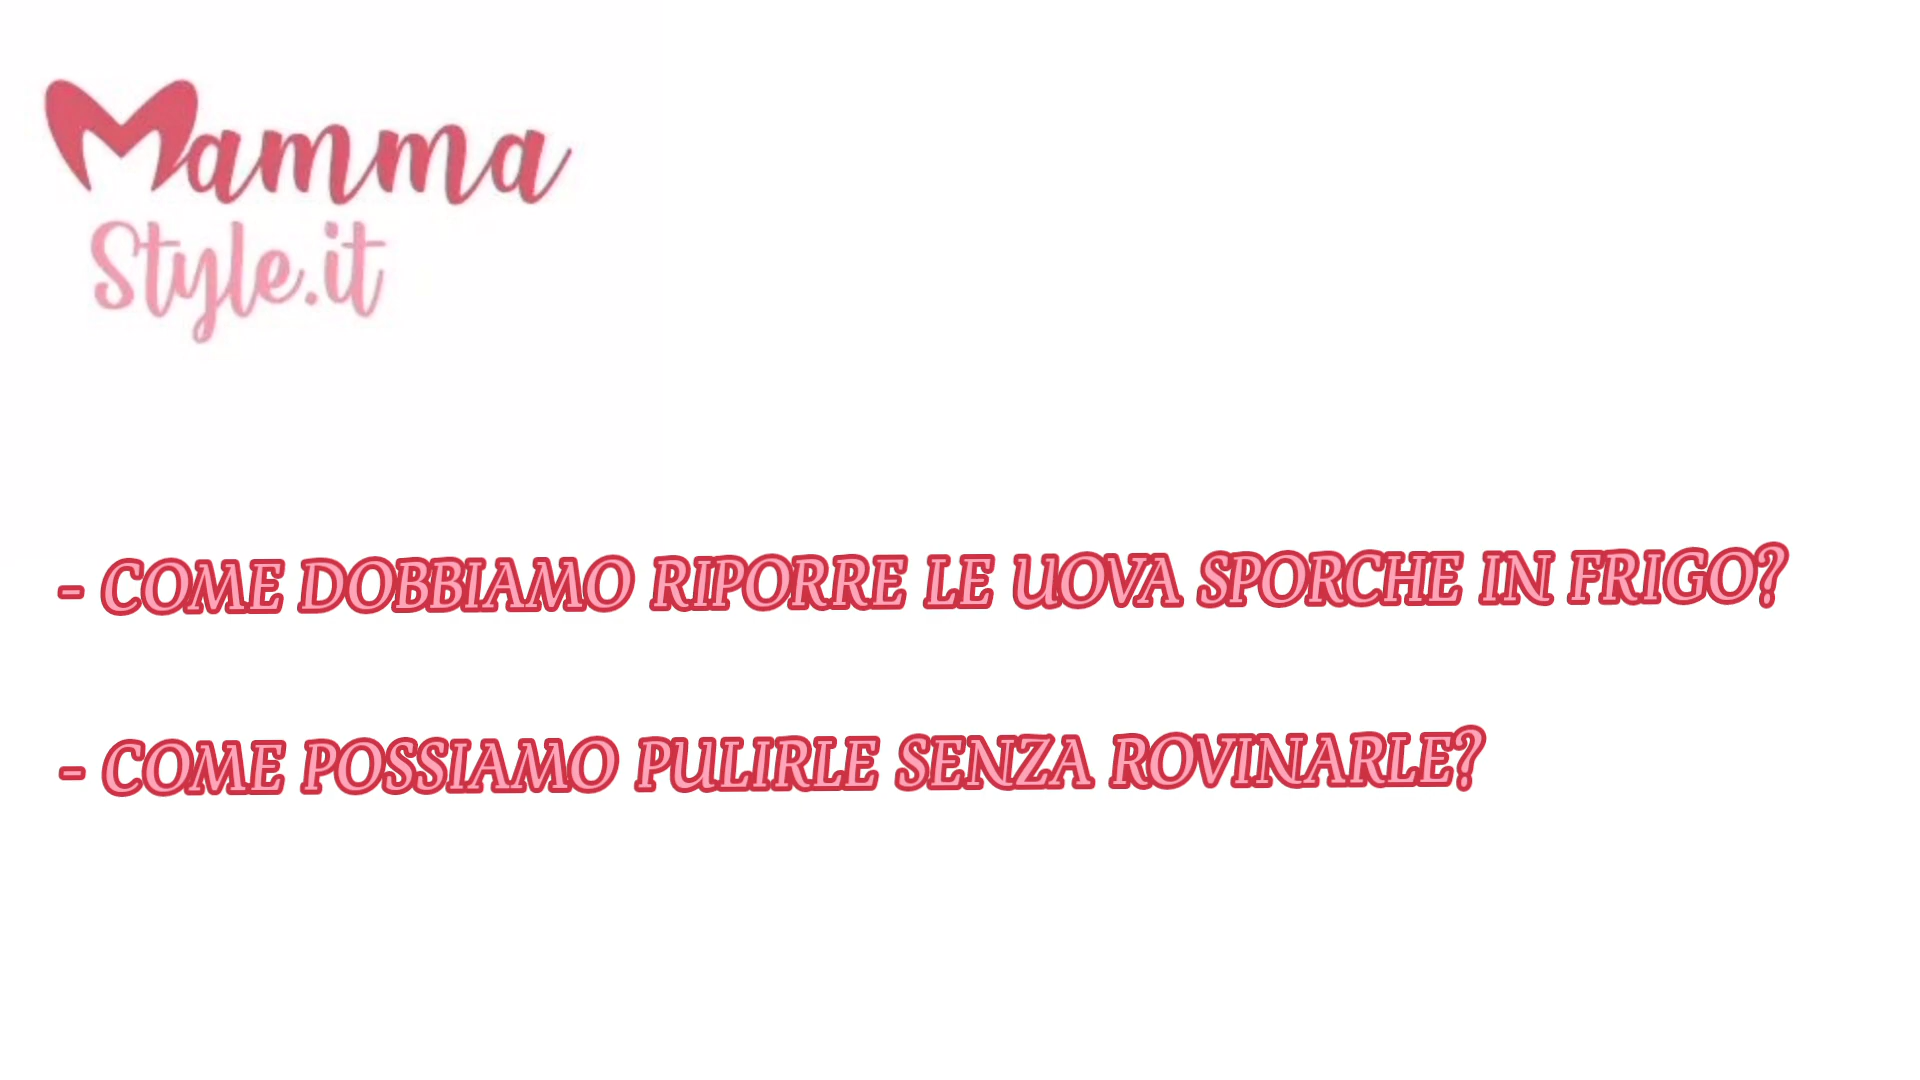 Mamma
Style.it
- COME DOBBIAMO RIPORRE LE UOVA SPORCHE IN FRIGO?
- COME POSSIAMO PULIRLE SENZA ROVINARLE?